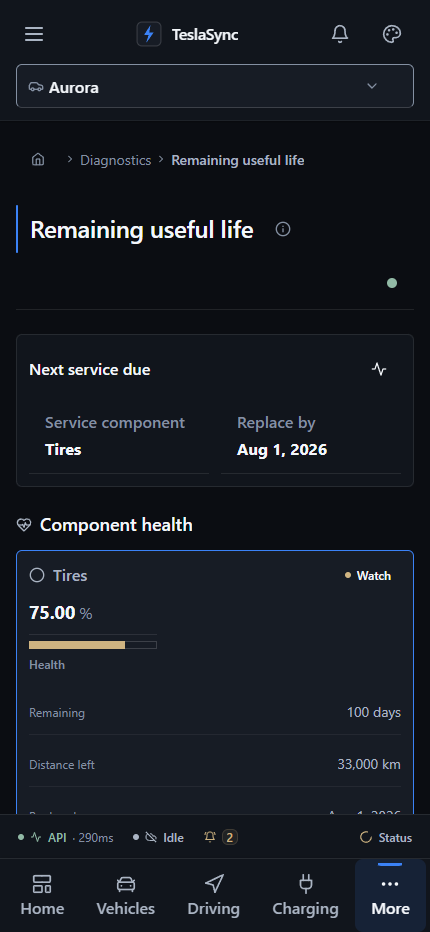 TeslaSync
Aurora
Diagnostics Remaining useful life
Remaining useful life
Next service due
Service component Replace by
Tires Aug 1, 2026
Component health
Tires Watch
75.00 %
Health
Remaining 100 days
Distance left 33,000 km
API · 290ms Idle 2 Status
Home Vehicles Driving Charging More